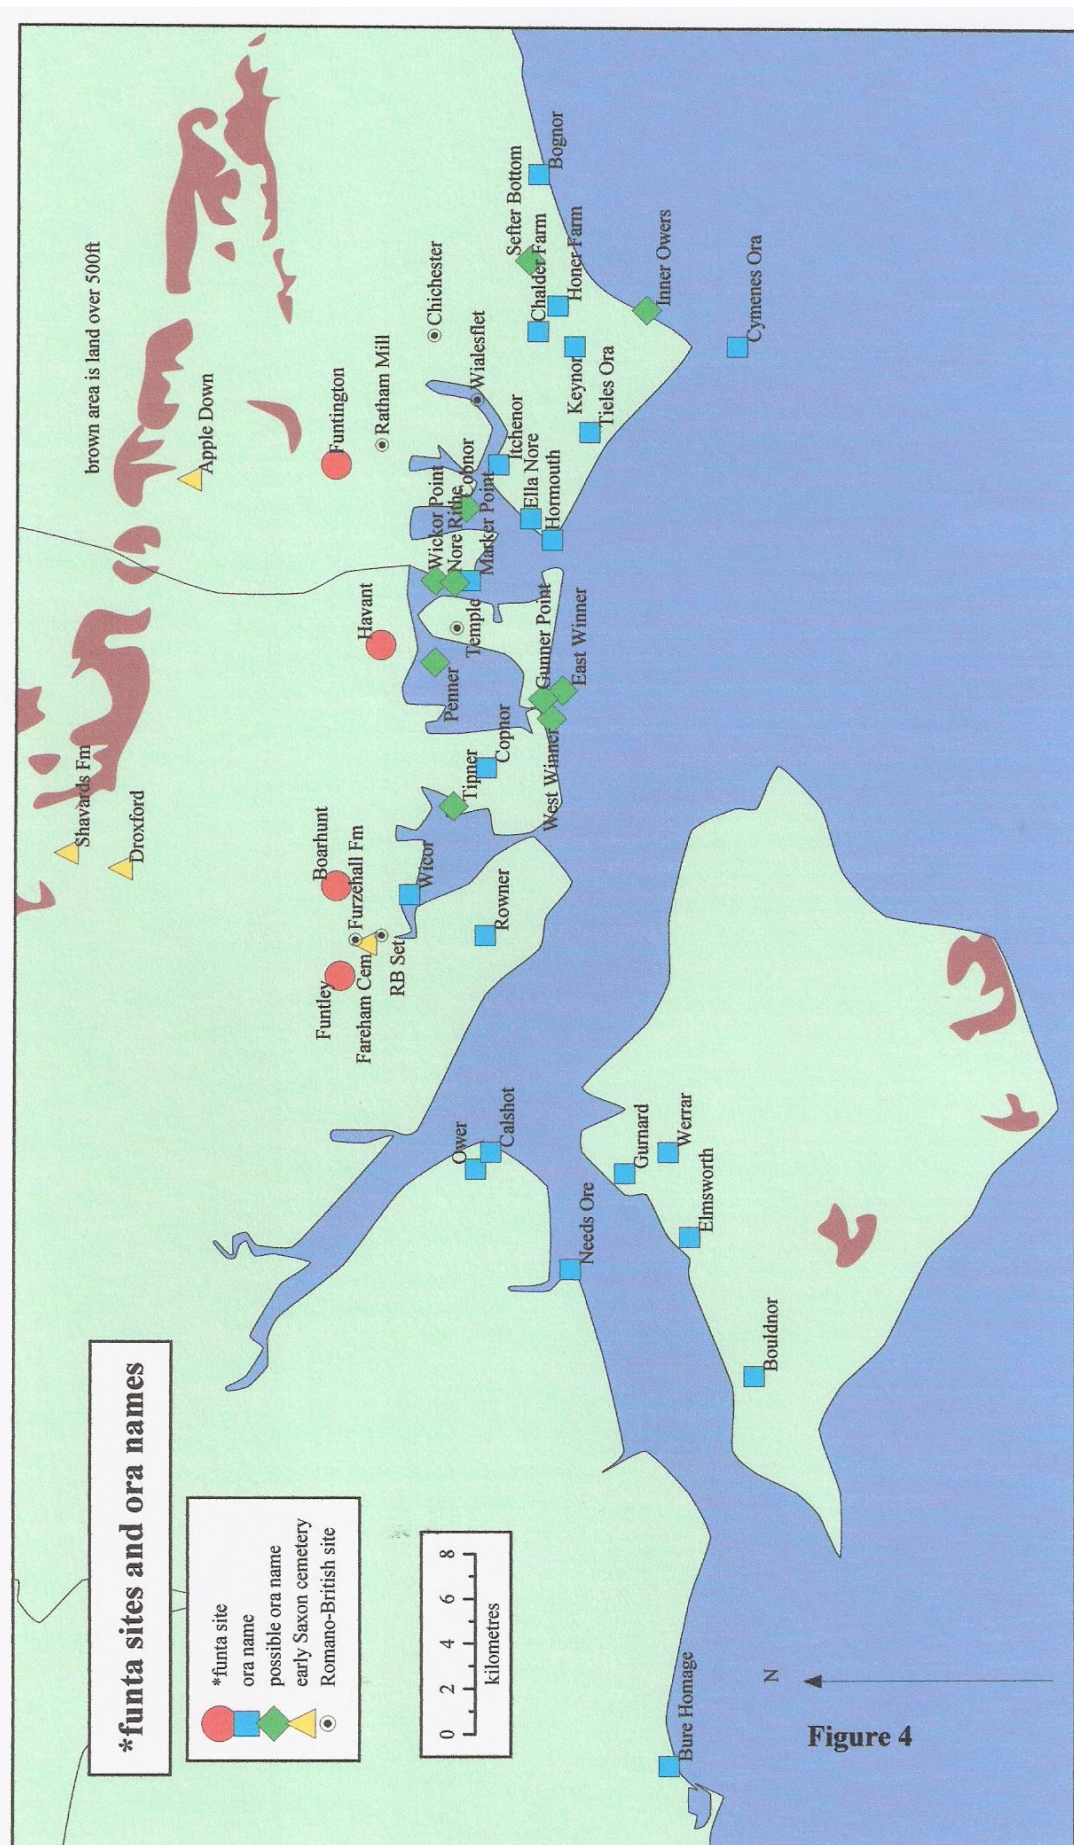 *funta sites and ora names
*funta site
ora name
possible ora name
early Saxon cemetery
Romano-British site
0 2 4 6 8
kilometres
brown area is land over 500ft
Shavards Fm
Droxford
Apple Down
Boarhunt
Funtley
Furzehall Fm
Fareham Cem
RB Set
Havant
Funtington
Ratham Mill
Chichester
Wicor
Rowner
Tipner
Copnor
Penner
Temple
Wickor Point
Nore Rithe
Marker Point
Cobnor
Itchenor
Wialesflet
Ella Nore
Hormouth
Gunner Point
West Winner
East Winner
Sefter Bottom
Bognor
Chalder Farm
Honer Farm
Keynor
Tieles Ora
Inner Owers
Cymenes Ora
Ower
Calshot
Needs Ore
Gurnard
Werrar
Elmsworth
Bouldnor
Bure Homage
N
Figure 4